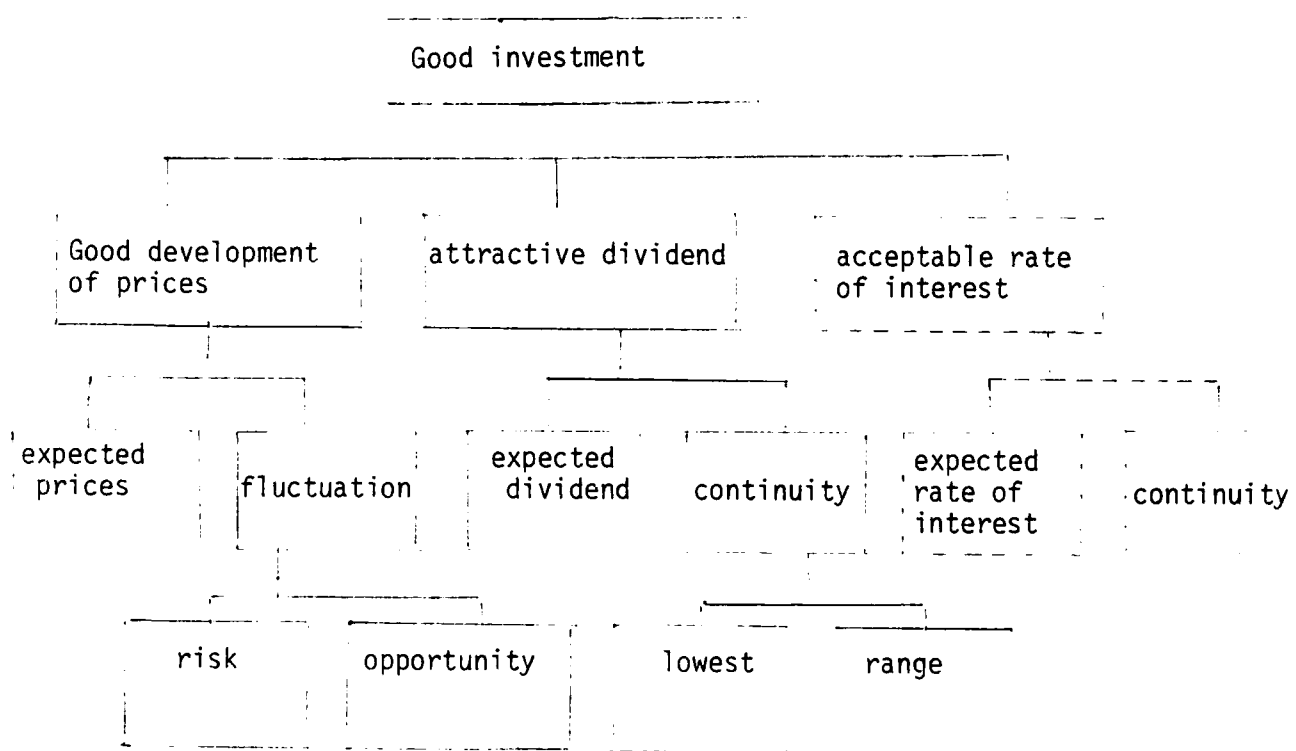 Good investment
Good development
of prices
attractive dividend
acceptable rate
of interest
expected
prices
fluctuation
expected
dividend
continuity
expected
rate of
interest
continuity
risk
opportunity
lowest
range